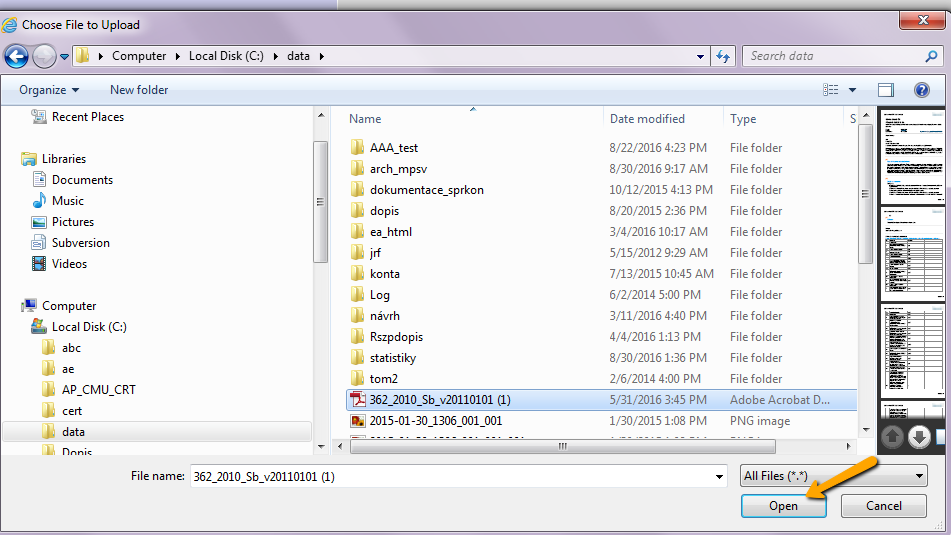 Choose File to Upload
Computer Local Disk (C:) data
Search data
Organize New folder
Recent Places
Libraries
Documents
Music
Pictures
Subversion
Videos
Computer
Local Disk (C:)
abc
ae
AP_CMU_CRT
cert
data
Dopis
Name Date modified Type S
AAA_test 8/22/2016 4:23 PM File folder
arch_mpsv 8/30/2016 9:17 AM File folder
dokumentace_sprkon 10/12/2015 4:13 PM File folder
dopis 8/20/2015 2:36 PM File folder
ea_html 3/4/2016 10:17 AM File folder
jrf 5/15/2012 9:29 AM File folder
konta 7/13/2015 10:45 AM File folder
Log 6/2/2014 5:00 PM File folder
návrh 3/11/2016 4:40 PM File folder
Rszpdopis 4/4/2016 1:13 PM File folder
statistiky 8/30/2016 1:36 PM File folder
tom2 2/6/2014 4:00 PM File folder
362_2010_Sb_v20110101 (1) 5/31/2016 3:45 PM Adobe Acrobat D...
2015-01-30_1306_001_001 1/30/2015 1:08 PM PNG image
File name: 362_2010_Sb_v20110101 (1) All Files (*.*)
Open Cancel